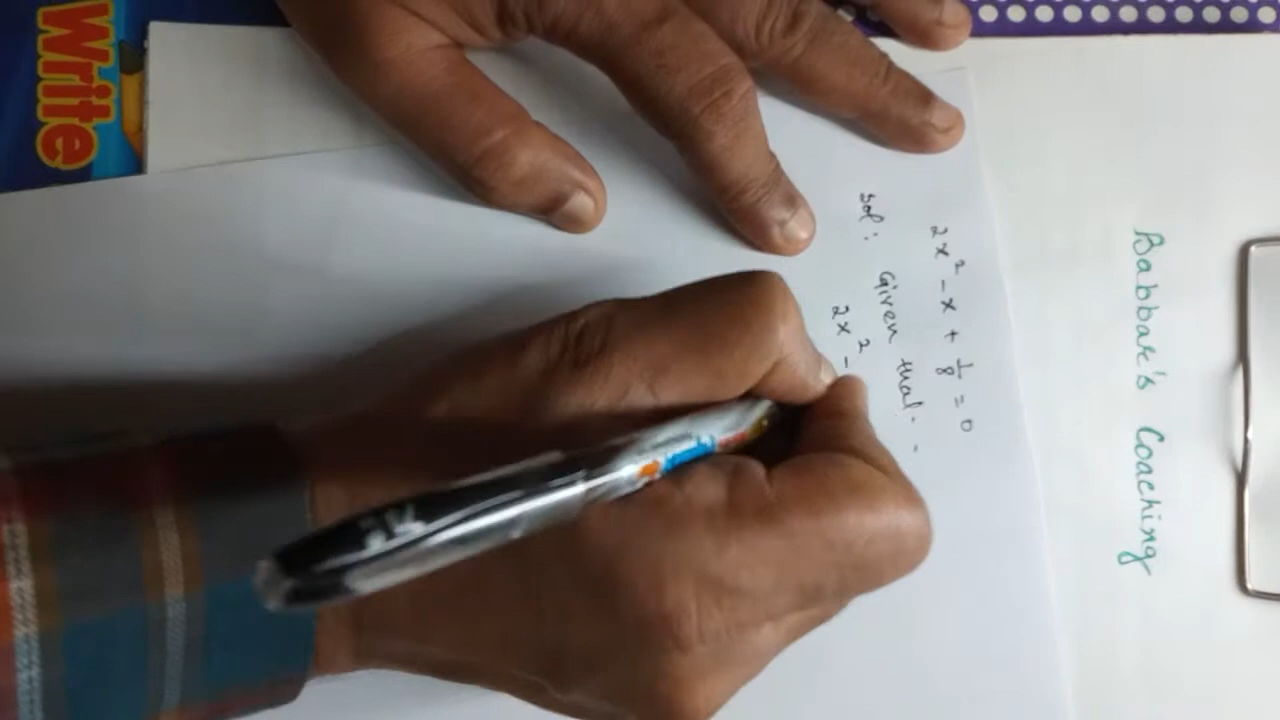 Babbar's Coaching
2x² - x + 1/8 = 0
Sol: Given that. -
2x² -
Write